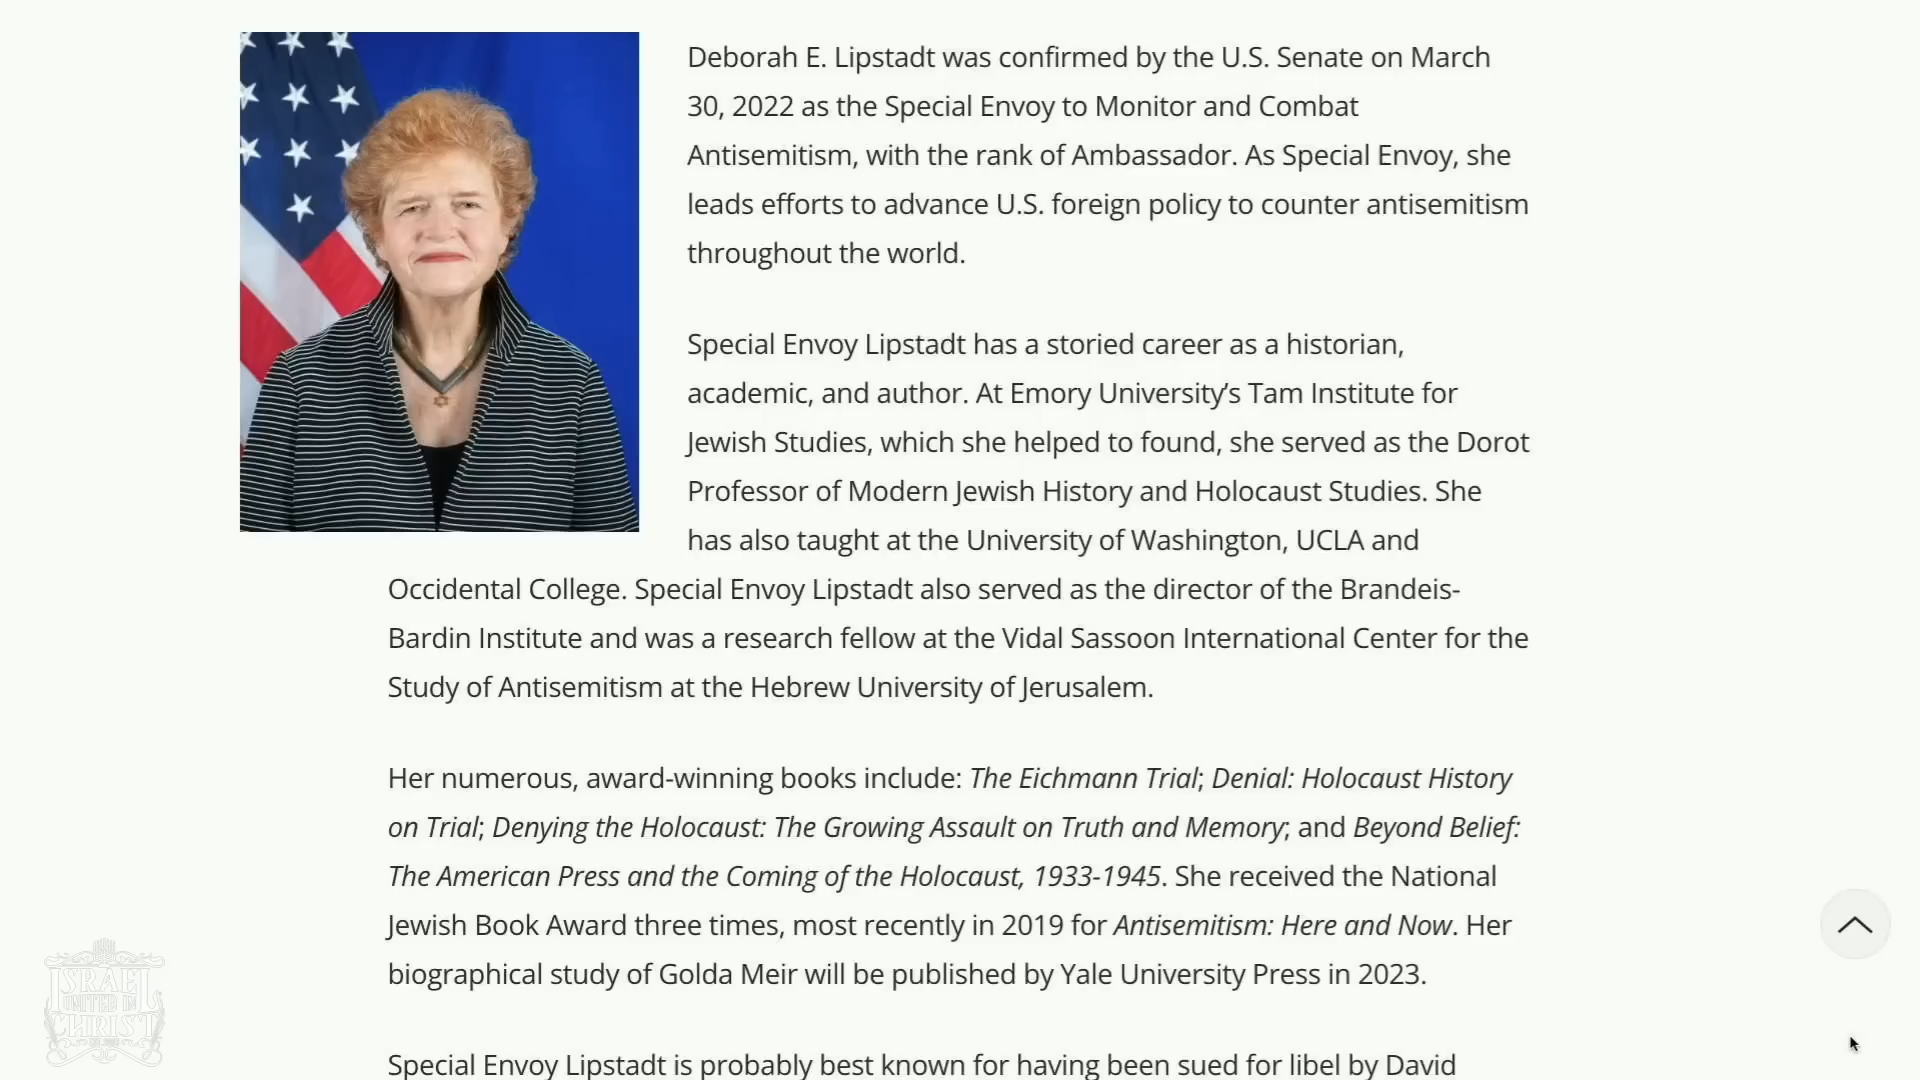 Deborah E. Lipstadt was confirmed by the U.S. Senate on March
30, 2022 as the Special Envoy to Monitor and Combat
Antisemitism, with the rank of Ambassador. As Special Envoy, she
leads efforts to advance U.S. foreign policy to counter antisemitism
throughout the world.
Special Envoy Lipstadt has a storied career as a historian,
academic, and author. At Emory University’s Tam Institute for
Jewish Studies, which she helped to found, she served as the Dorot
Professor of Modern Jewish History and Holocaust Studies. She
has also taught at the University of Washington, UCLA and
Occidental College. Special Envoy Lipstadt also served as the director of the Brandeis-
Bardin Institute and was a research fellow at the Vidal Sassoon International Center for the
Study of Antisemitism at the Hebrew University of Jerusalem.
Her numerous, award-winning books include: The Eichmann Trial; Denial: Holocaust History
on Trial; Denying the Holocaust: The Growing Assault on Truth and Memory; and Beyond Belief:
The American Press and the Coming of the Holocaust, 1933-1945. She received the National
Jewish Book Award three times, most recently in 2019 for Antisemitism: Here and Now. Her
biographical study of Golda Meir will be published by Yale University Press in 2023.
Special Envoy Lipstadt is probably best known for having been sued for libel by David
ISRAEL
UNITED IN
CHRIST